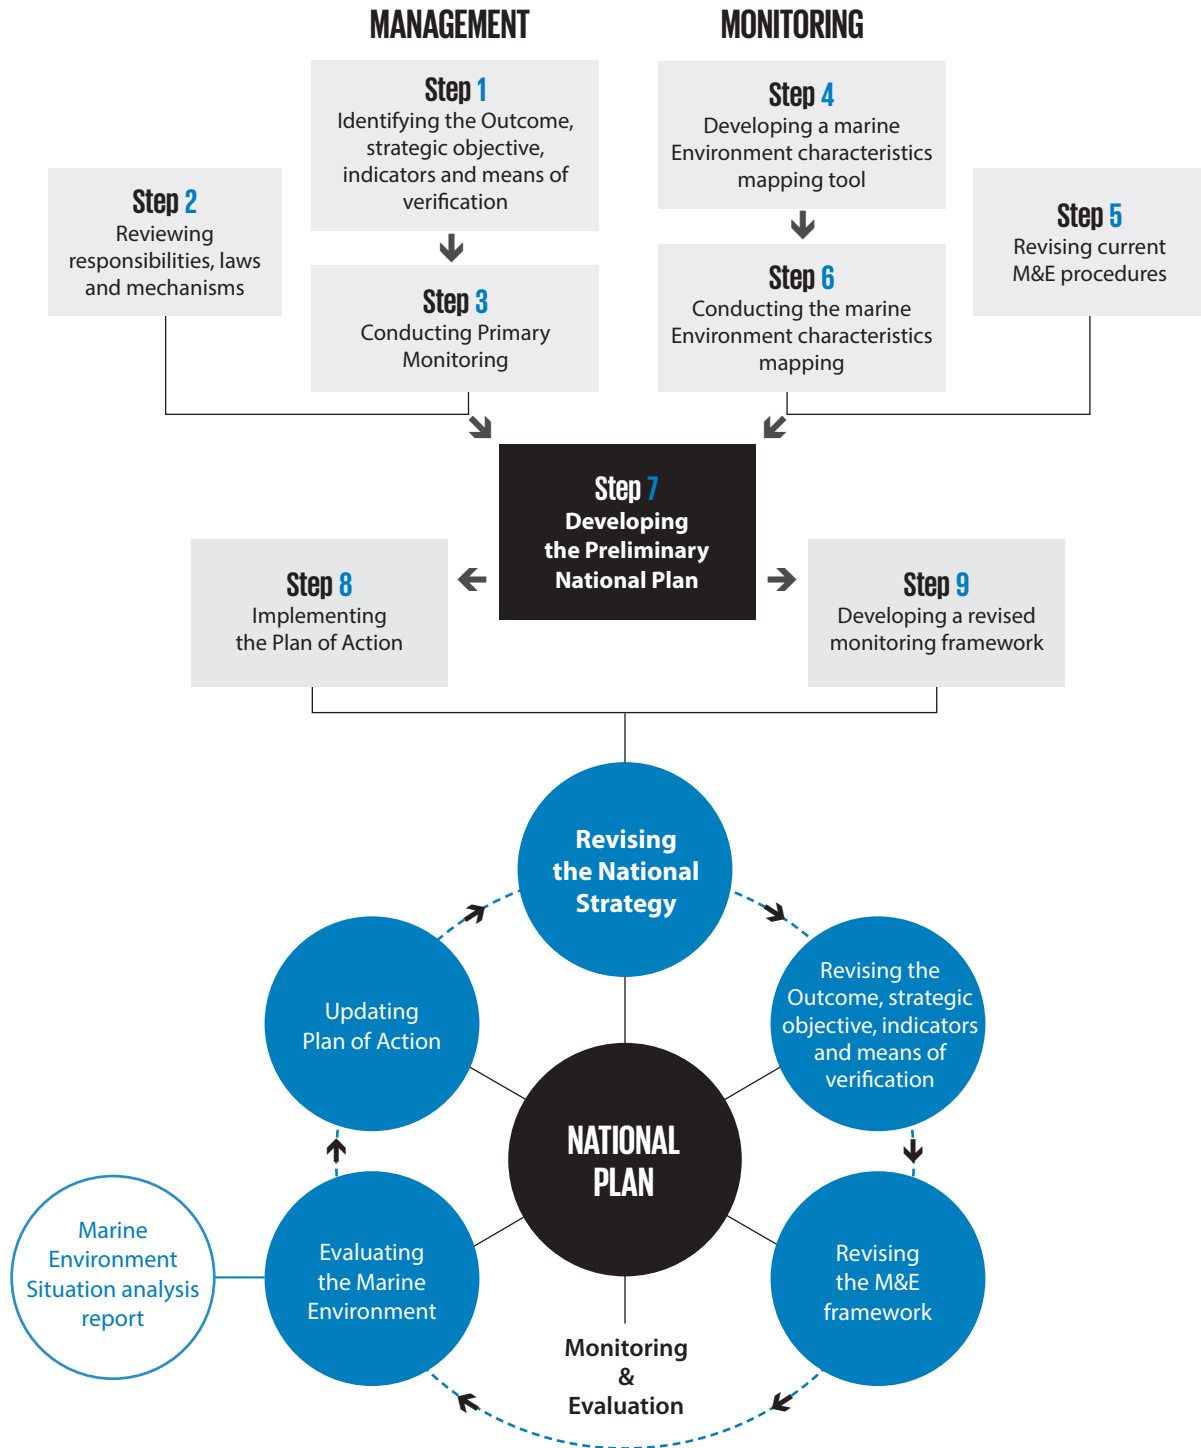 MANAGEMENT
MONITORING
Step 1
Identifying the Outcome,
strategic objective,
indicators and means of
verification
Step 4
Developing a marine
Environment characteristics
mapping tool
Step 2
Reviewing
responsibilities, laws
and mechanisms
Step 5
Revising current
M&E procedures
Step 3
Conducting Primary
Monitoring
Step 6
Conducting the marine
Environment characteristics
mapping
Step 7
Developing
the Preliminary
National Plan
Step 8
Implementing
the Plan of Action
Step 9
Developing a revised
monitoring framework
Revising
the National
Strategy
Updating
Plan of Action
Revising the
Outcome, strategic
objective, indicators
and means of
verification
NATIONAL
PLAN
Marine
Environment
Situation analysis
report
Evaluating
the Marine
Environment
Revising
the M&E
framework
Monitoring
&
Evaluation